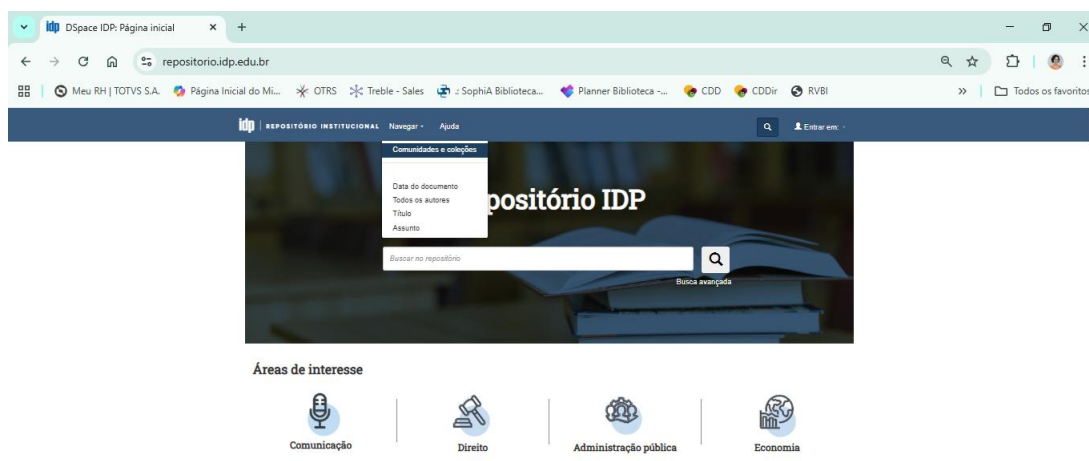 idp DSpace IDP: Página inicial
repositorio.idp.edu.br
Meu RH | TOTVS S.A. Página Inicial do Mi... OTRS Treble - Sales .: SophiA Biblioteca... Planner Biblioteca -... CDD CDDir RVBI » Todos os favoritos
idp | REPOSITÓRIO INSTITUCIONAL Navegar Ajuda Entrar em:
Comunidades e coleções
Data do documento
Todos os autores
Título
Assunto
positório IDP
Buscar no repositório
Busca avançada
Áreas de interesse
Comunicação Direito Administração pública Economia